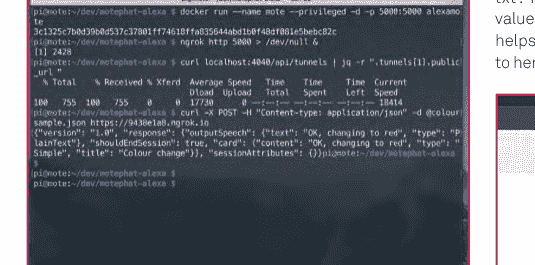 pi@mote:~/dev/motephat-alexa $ docker run --name mote --privileged -d -p 5000:5000 alexamo
te
3c1325c7b0d39b0d537c37801ff74618ffa835644abd1b0f48df081e5bebc82c
pi@mote:~/dev/motephat-alexa $ ngrok http 5000 > /dev/null &
[1] 2428
pi@mote:~/dev/motephat-alexa $ curl localhost:4040/api/tunnels | jq -r ".tunnels[1].public
_url "
% Total % Received % Xferd Average Speed Time Time Time Current
Dload Upload Total Spent Left Speed
100 755 100 755 0 0 17730 0 --:--:-- --:--:-- --:--:-- 18414
pi@mote:~/dev/motephat-alexa $ curl -X POST -H "Content-type: application/json" -d @colour
sample.json https://9438e1a8.ngrok.io
{"version": "1.0", "response": {"outputSpeech": {"text": "OK, changing to red", "type": "P
lainText"}, "shouldEndSession": true, "card": {"content": "OK, changing to red", "type": "
Simple", "title": "Colour change"}}, "sessionAttributes": {}}pi@mote:~/dev/motephat-alexa
$
pi@mote:~/dev/motephat-alexa $
pi@mote:~/dev/motephat-alexa $
value
helps
to her